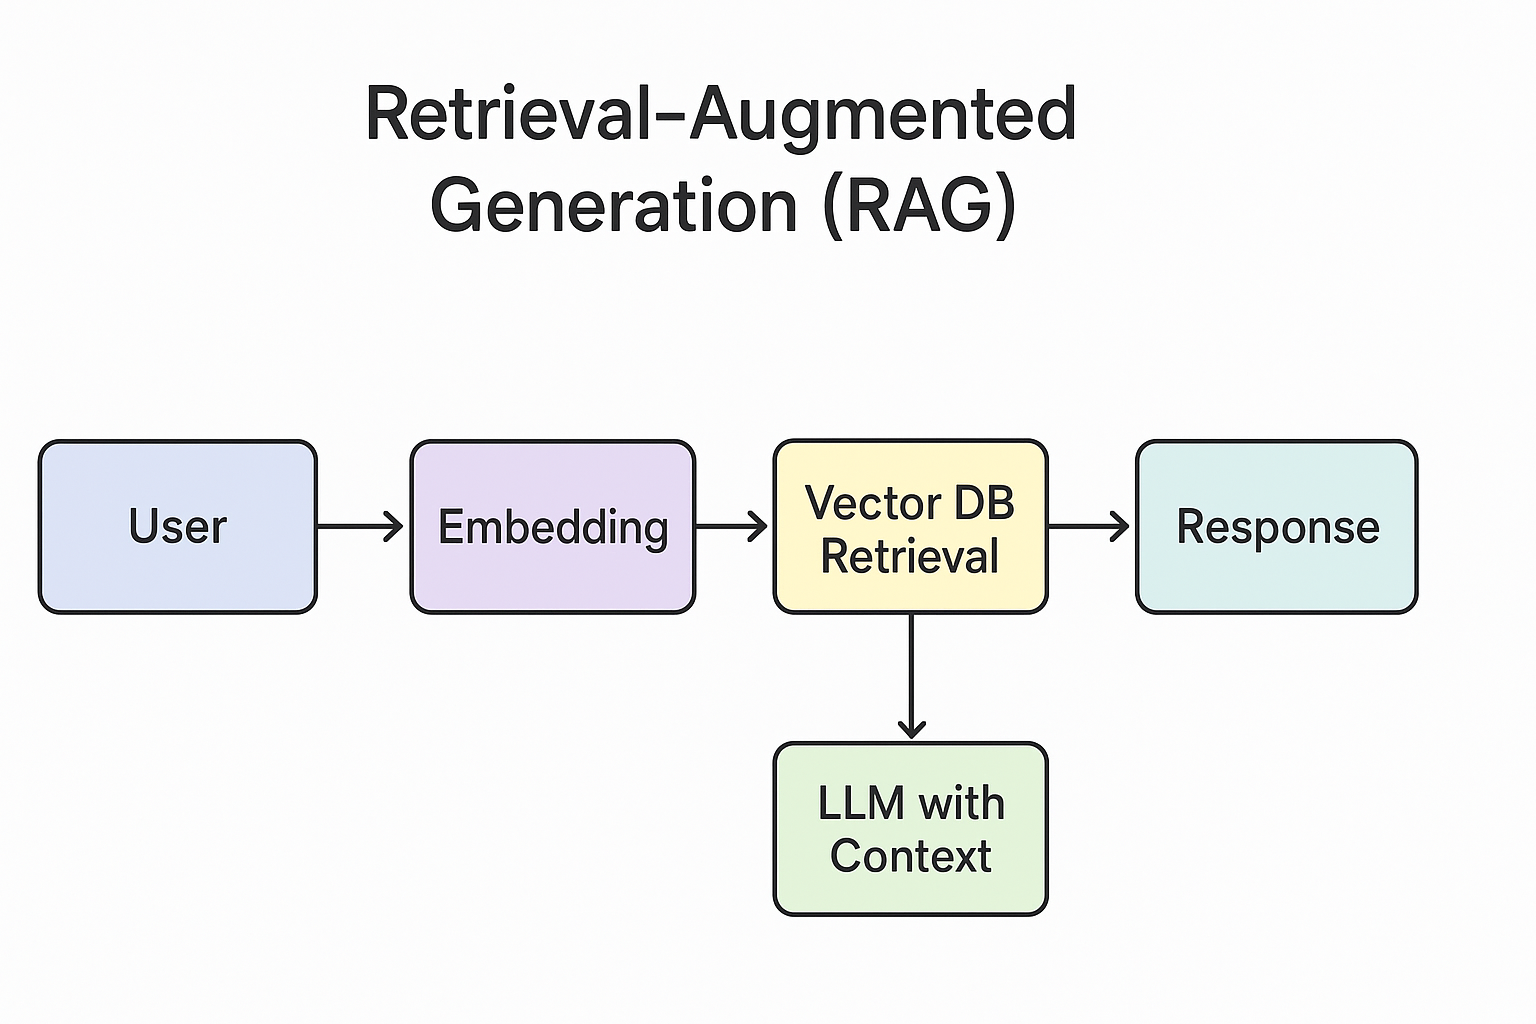 Retrieval-Augmented
Generation (RAG)
User
Embedding
Vector DB
Retrieval
Response
LLM with
Context